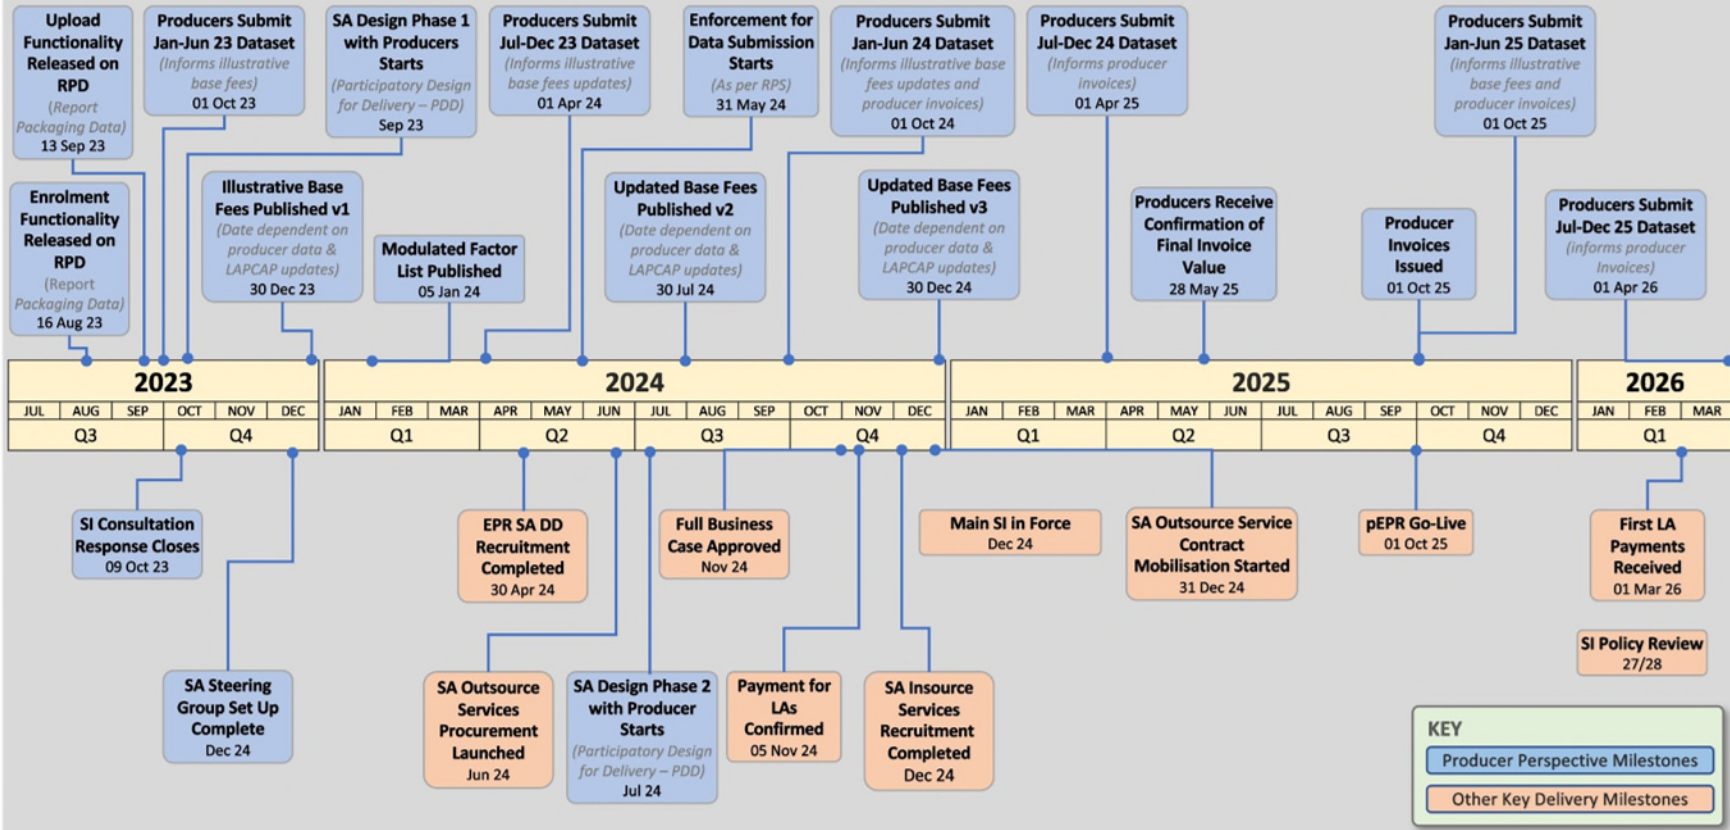 Upload
Functionality
Released on
RPD
(Report
Packaging Data)
13 Sep 23
Producers Submit
Jan-Jun 23 Dataset
(Informs illustrative
base fees)
01 Oct 23
SA Design Phase 1
with Producers
Starts
(Participatory Design
for Delivery – PDD)
Sep 23
Producers Submit
Jul-Dec 23 Dataset
(Informs illustrative
base fees updates)
01 Apr 24
Enforcement for
Data Submission
Starts
(As per RPS)
31 May 24
Producers Submit
Jan-Jun 24 Dataset
(Informs illustrative base
fees updates and
producer invoices)
01 Oct 24
Producers Submit
Jul-Dec 24 Dataset
(Informs producer
invoices)
01 Apr 25
Producers Submit
Jan-Jun 25 Dataset
(informs illustrative
base fees and
producer invoices)
01 Oct 25
Enrolment
Functionality
Released on
RPD
(Report
Packaging Data)
16 Aug 23
Illustrative Base
Fees Published v1
(Date dependent on
producer data &
LAPCAP updates)
30 Dec 23
Modulated Factor
List Published
05 Jan 24
Updated Base Fees
Published v2
(Date dependent on
producer data &
LAPCAP updates)
30 Jul 24
Updated Base Fees
Published v3
(Date dependent on
producer data &
LAPCAP updates)
30 Dec 24
Producers Receive
Confirmation of
Final Invoice
Value
28 May 25
Producer
Invoices
Issued
01 Oct 25
Producers Submit
Jul-Dec 25 Dataset
(informs producer
Invoices)
01 Apr 26
2023 2024 2025 2026
JUL AUG SEP OCT NOV DEC JAN FEB MAR APR MAY JUN JUL AUG SEP OCT NOV DEC JAN FEB MAR APR MAY JUN JUL AUG SEP OCT NOV DEC JAN FEB MAR
Q3 Q4 Q1 Q2 Q3 Q4 Q1 Q2 Q3 Q4 Q1
SI Consultation
Response Closes
09 Oct 23
EPR SA DD
Recruitment
Completed
30 Apr 24
Full Business
Case Approved
Nov 24
Main SI in Force
Dec 24
SA Outsource Service
Contract
Mobilisation Started
31 Dec 24
pEPR Go-Live
01 Oct 25
First LA
Payments
Received
01 Mar 26
SI Policy Review
27/28
SA Steering
Group Set Up
Complete
Dec 24
SA Outsource
Services
Procurement
Launched
Jun 24
SA Design Phase 2
with Producer
Starts
(Participatory Design
for Delivery – PDD)
Jul 24
Payment for
LAs
Confirmed
05 Nov 24
SA Insource
Services
Recruitment
Completed
Dec 24
KEY
Producer Perspective Milestones
Other Key Delivery Milestones